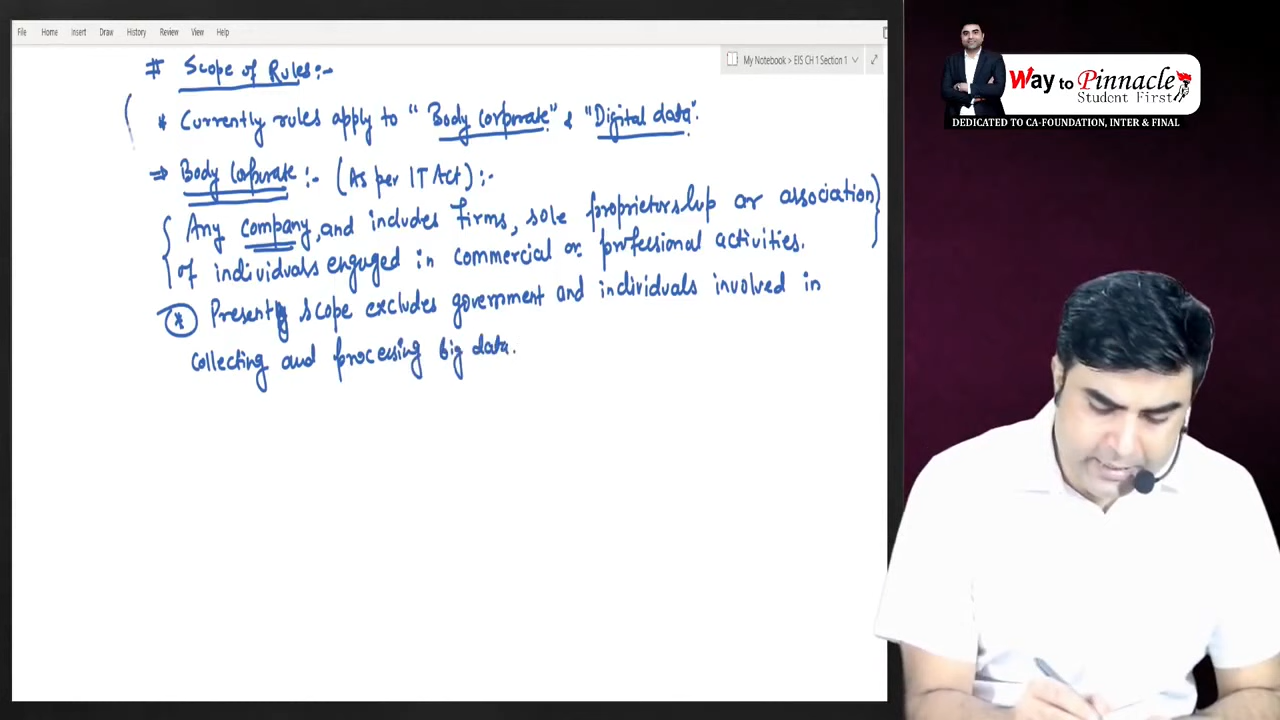 File Home Insert Draw History Review View Help
My Notebook > EIS CH 1 Section 1
# Scope of Rules:-
* Currently rules apply to "Body Corporate" & "Digital data".
⇒ Body Corporate :- (As per IT Act) :-
Any company, and includes firms, sole proprietorship or association
of individuals engaged in commercial or professional activities.
* Presently scope excludes government and individuals involved in
collecting and processing big data.
Way to Pinnacle
Student First
DEDICATED TO CA-FOUNDATION, INTER & FINAL